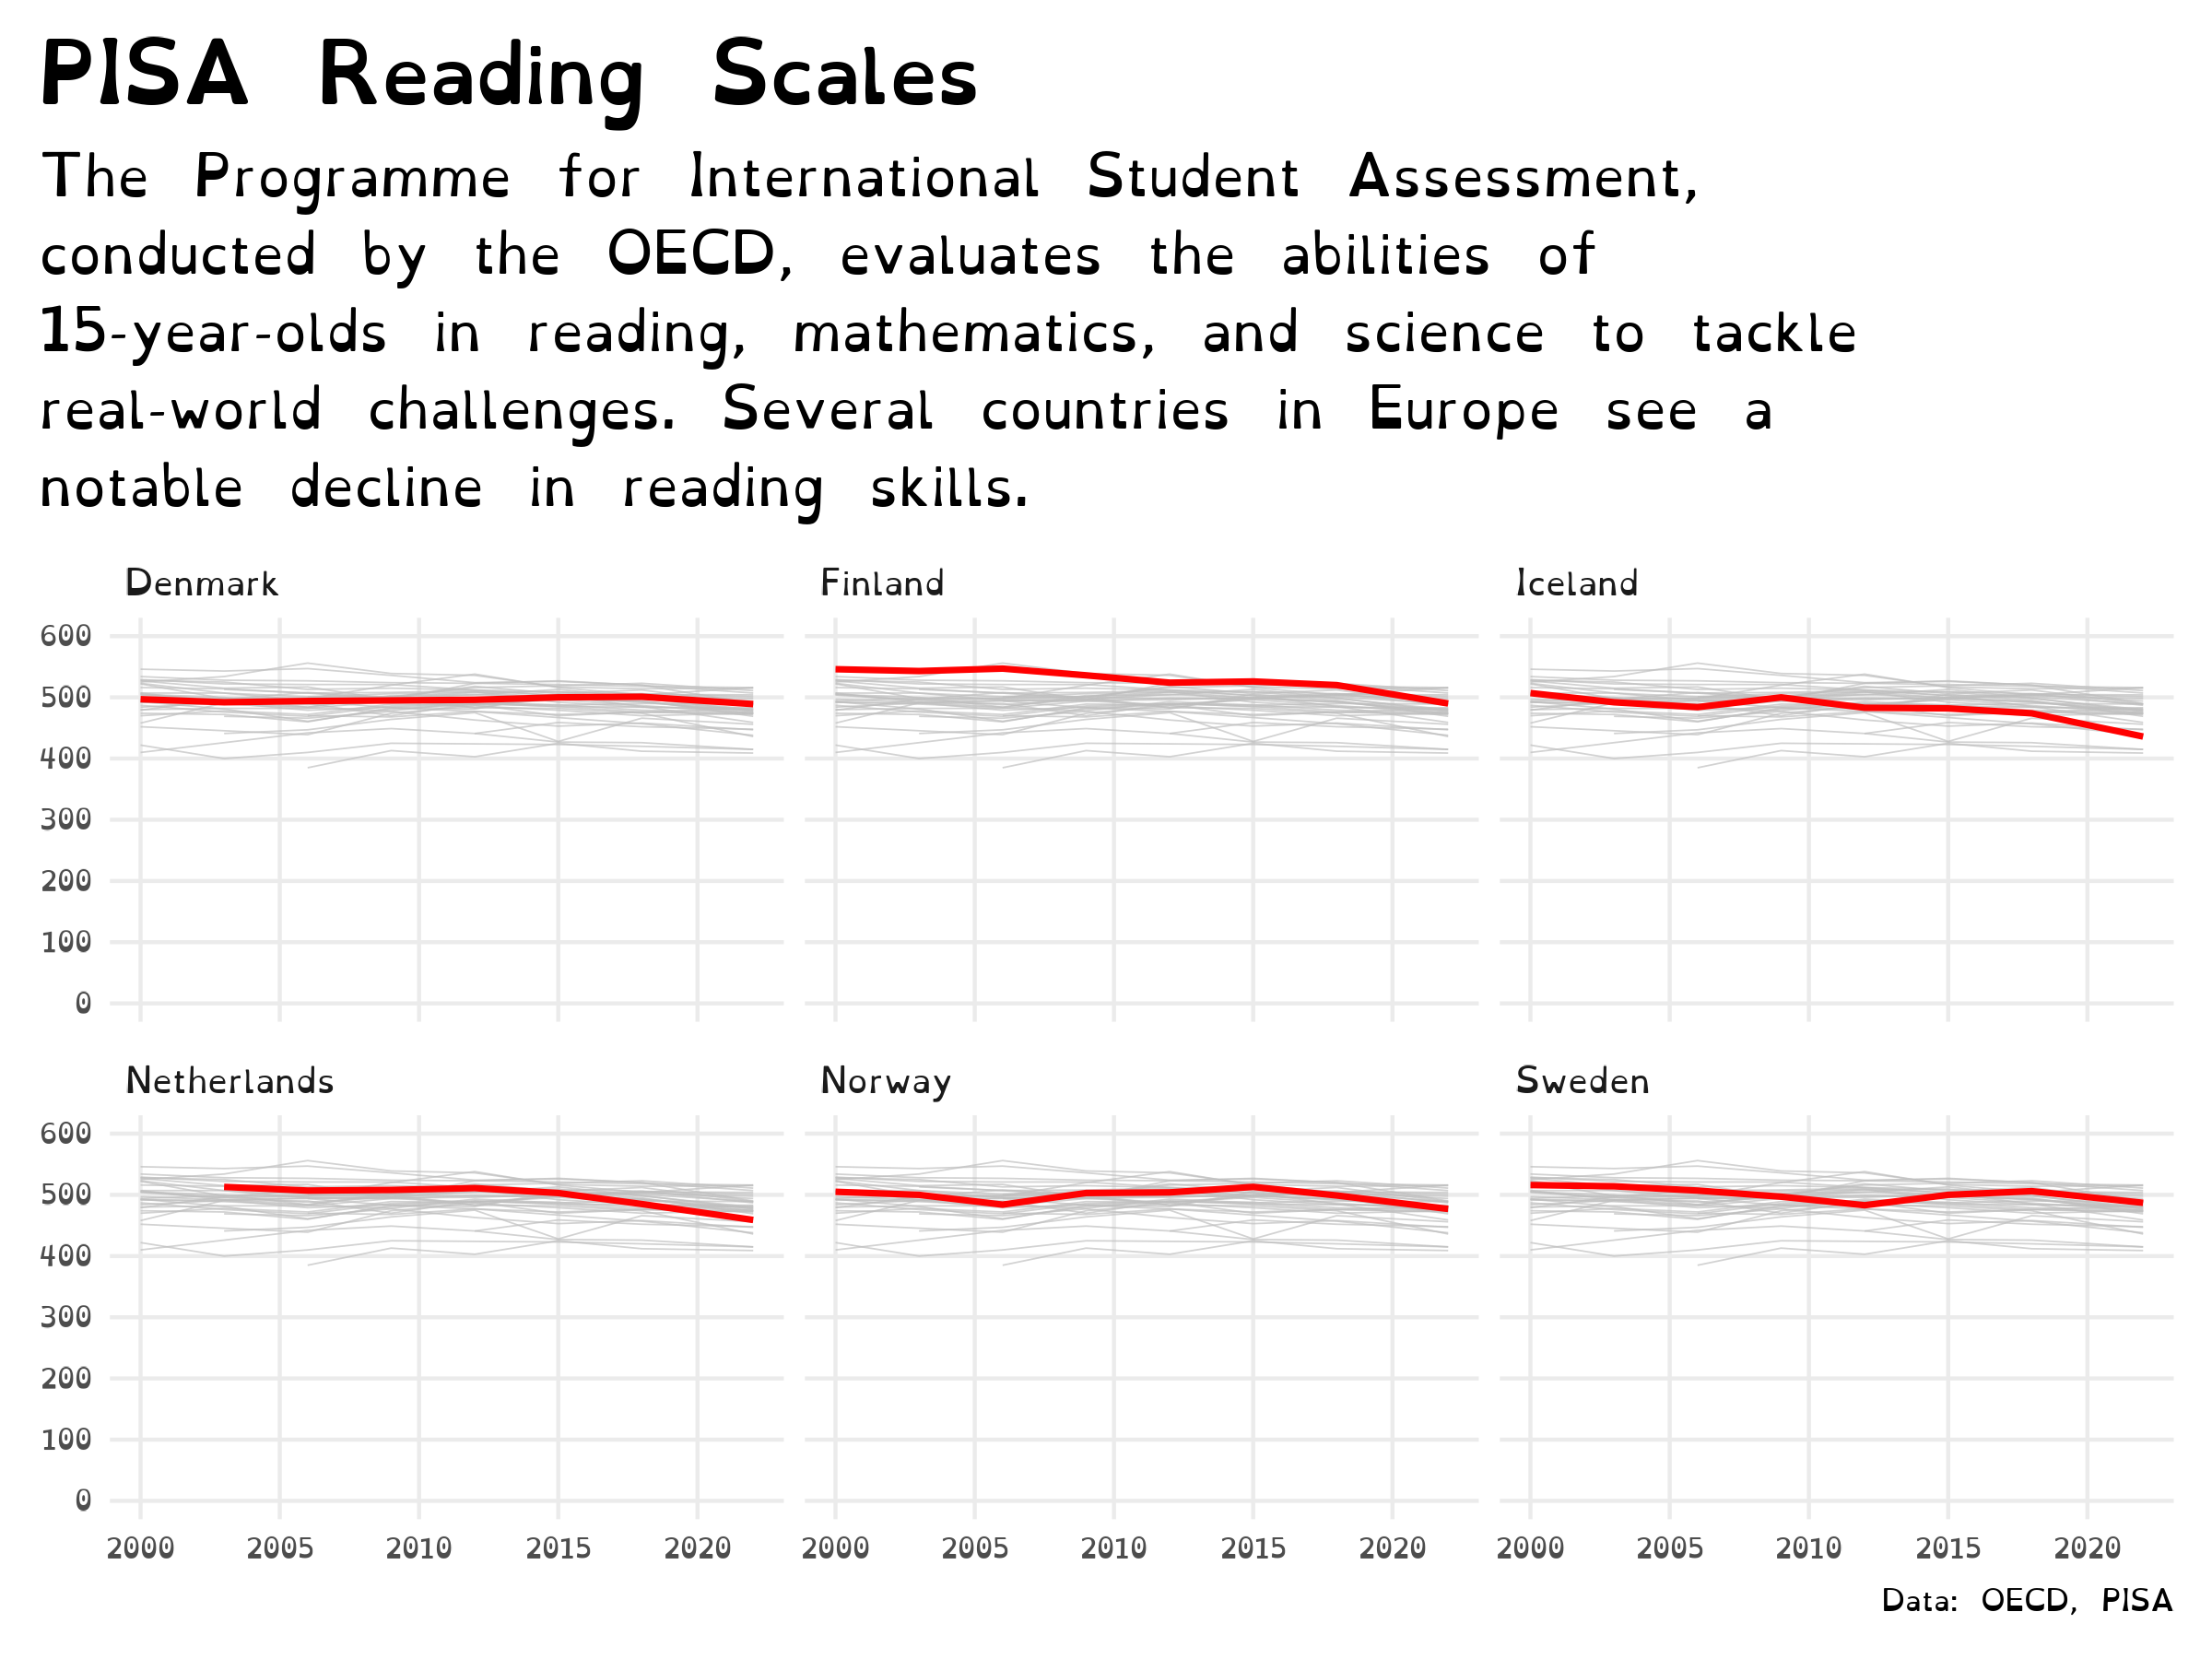 PISA Reading Scales
The Programme for International Student Assessment,
conducted by the OECD, evaluates the abilities of
15-year-olds in reading, mathematics, and science to tackle
real-world challenges. Several countries in Europe see a
notable decline in reading skills.
Denmark Finland Iceland
600
500
400
300
200
100
0
Netherlands Norway Sweden
600
500
400
300
200
100
0
2000 2005 2010 2015 2020 2000 2005 2010 2015 2020 2000 2005 2010 2015 2020
Data: OECD, PISA